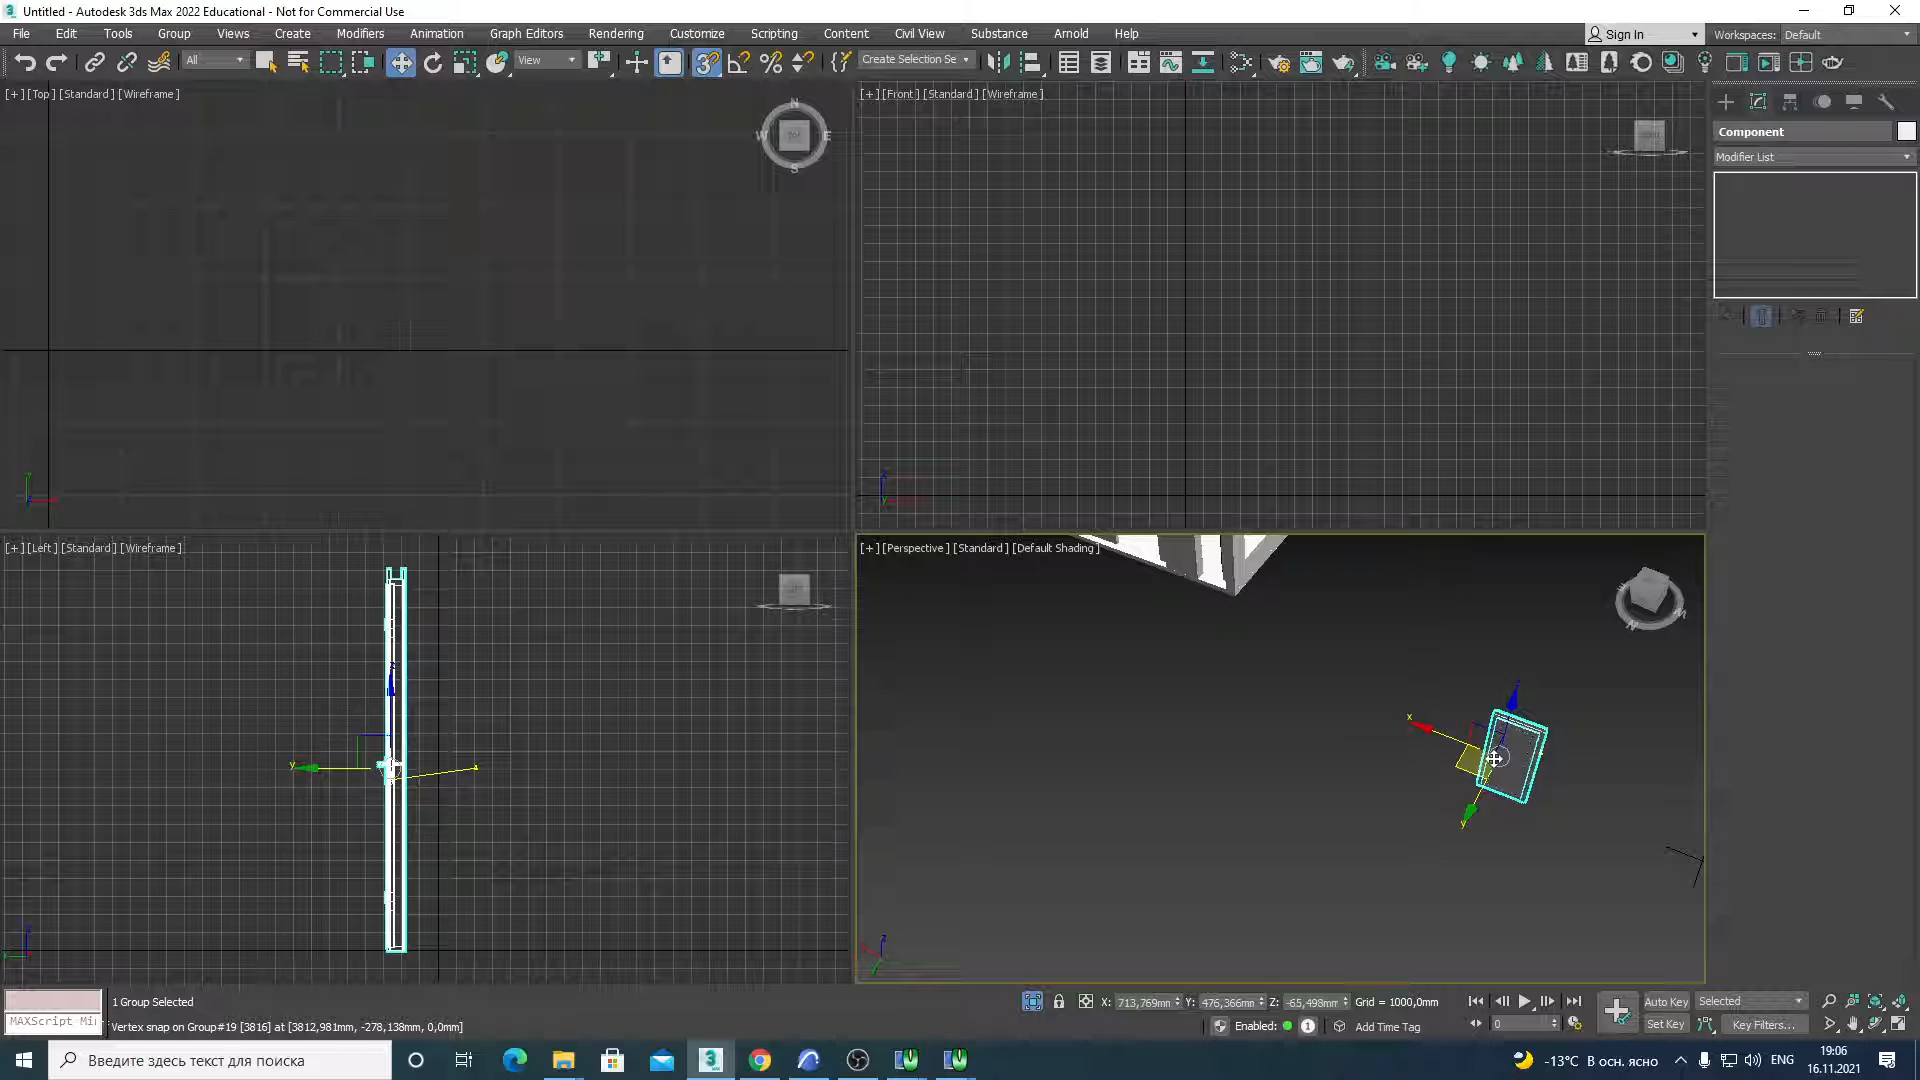 Untitled - Autodesk 3ds Max 2022 Educational - Not for Commercial Use
File Edit Tools Group Views Create Modifiers Animation Graph Editors Rendering Customize Scripting Content Civil View Substance Arnold Help
Sign In
Workspaces: Default
All
View
Create Selection Se
[+] [Top] [Standard] [Wireframe]
[+] [Front] [Standard] [Wireframe]
N
W
E
S
Component
Modifier List
[+] [Left] [Standard] [Wireframe]
[+] [Perspective] [Standard] [Default Shading]
y
x
y
1 Group Selected
X: 713,769mm Y: 476,366mm Z: -65,498mm Grid = 1000,0mm
Auto Key
Selected
MAXScript Mi
Vertex snap on Group#19 [3816] at [3812,981mm, -278,138mm, 0,0mm]
Enabled:
1
Add Time Tag
0
Set Key
Key Filters...
Введите здесь текст для поиска
-13°C В осн. ясно
ENG
19:06
16.11.2021